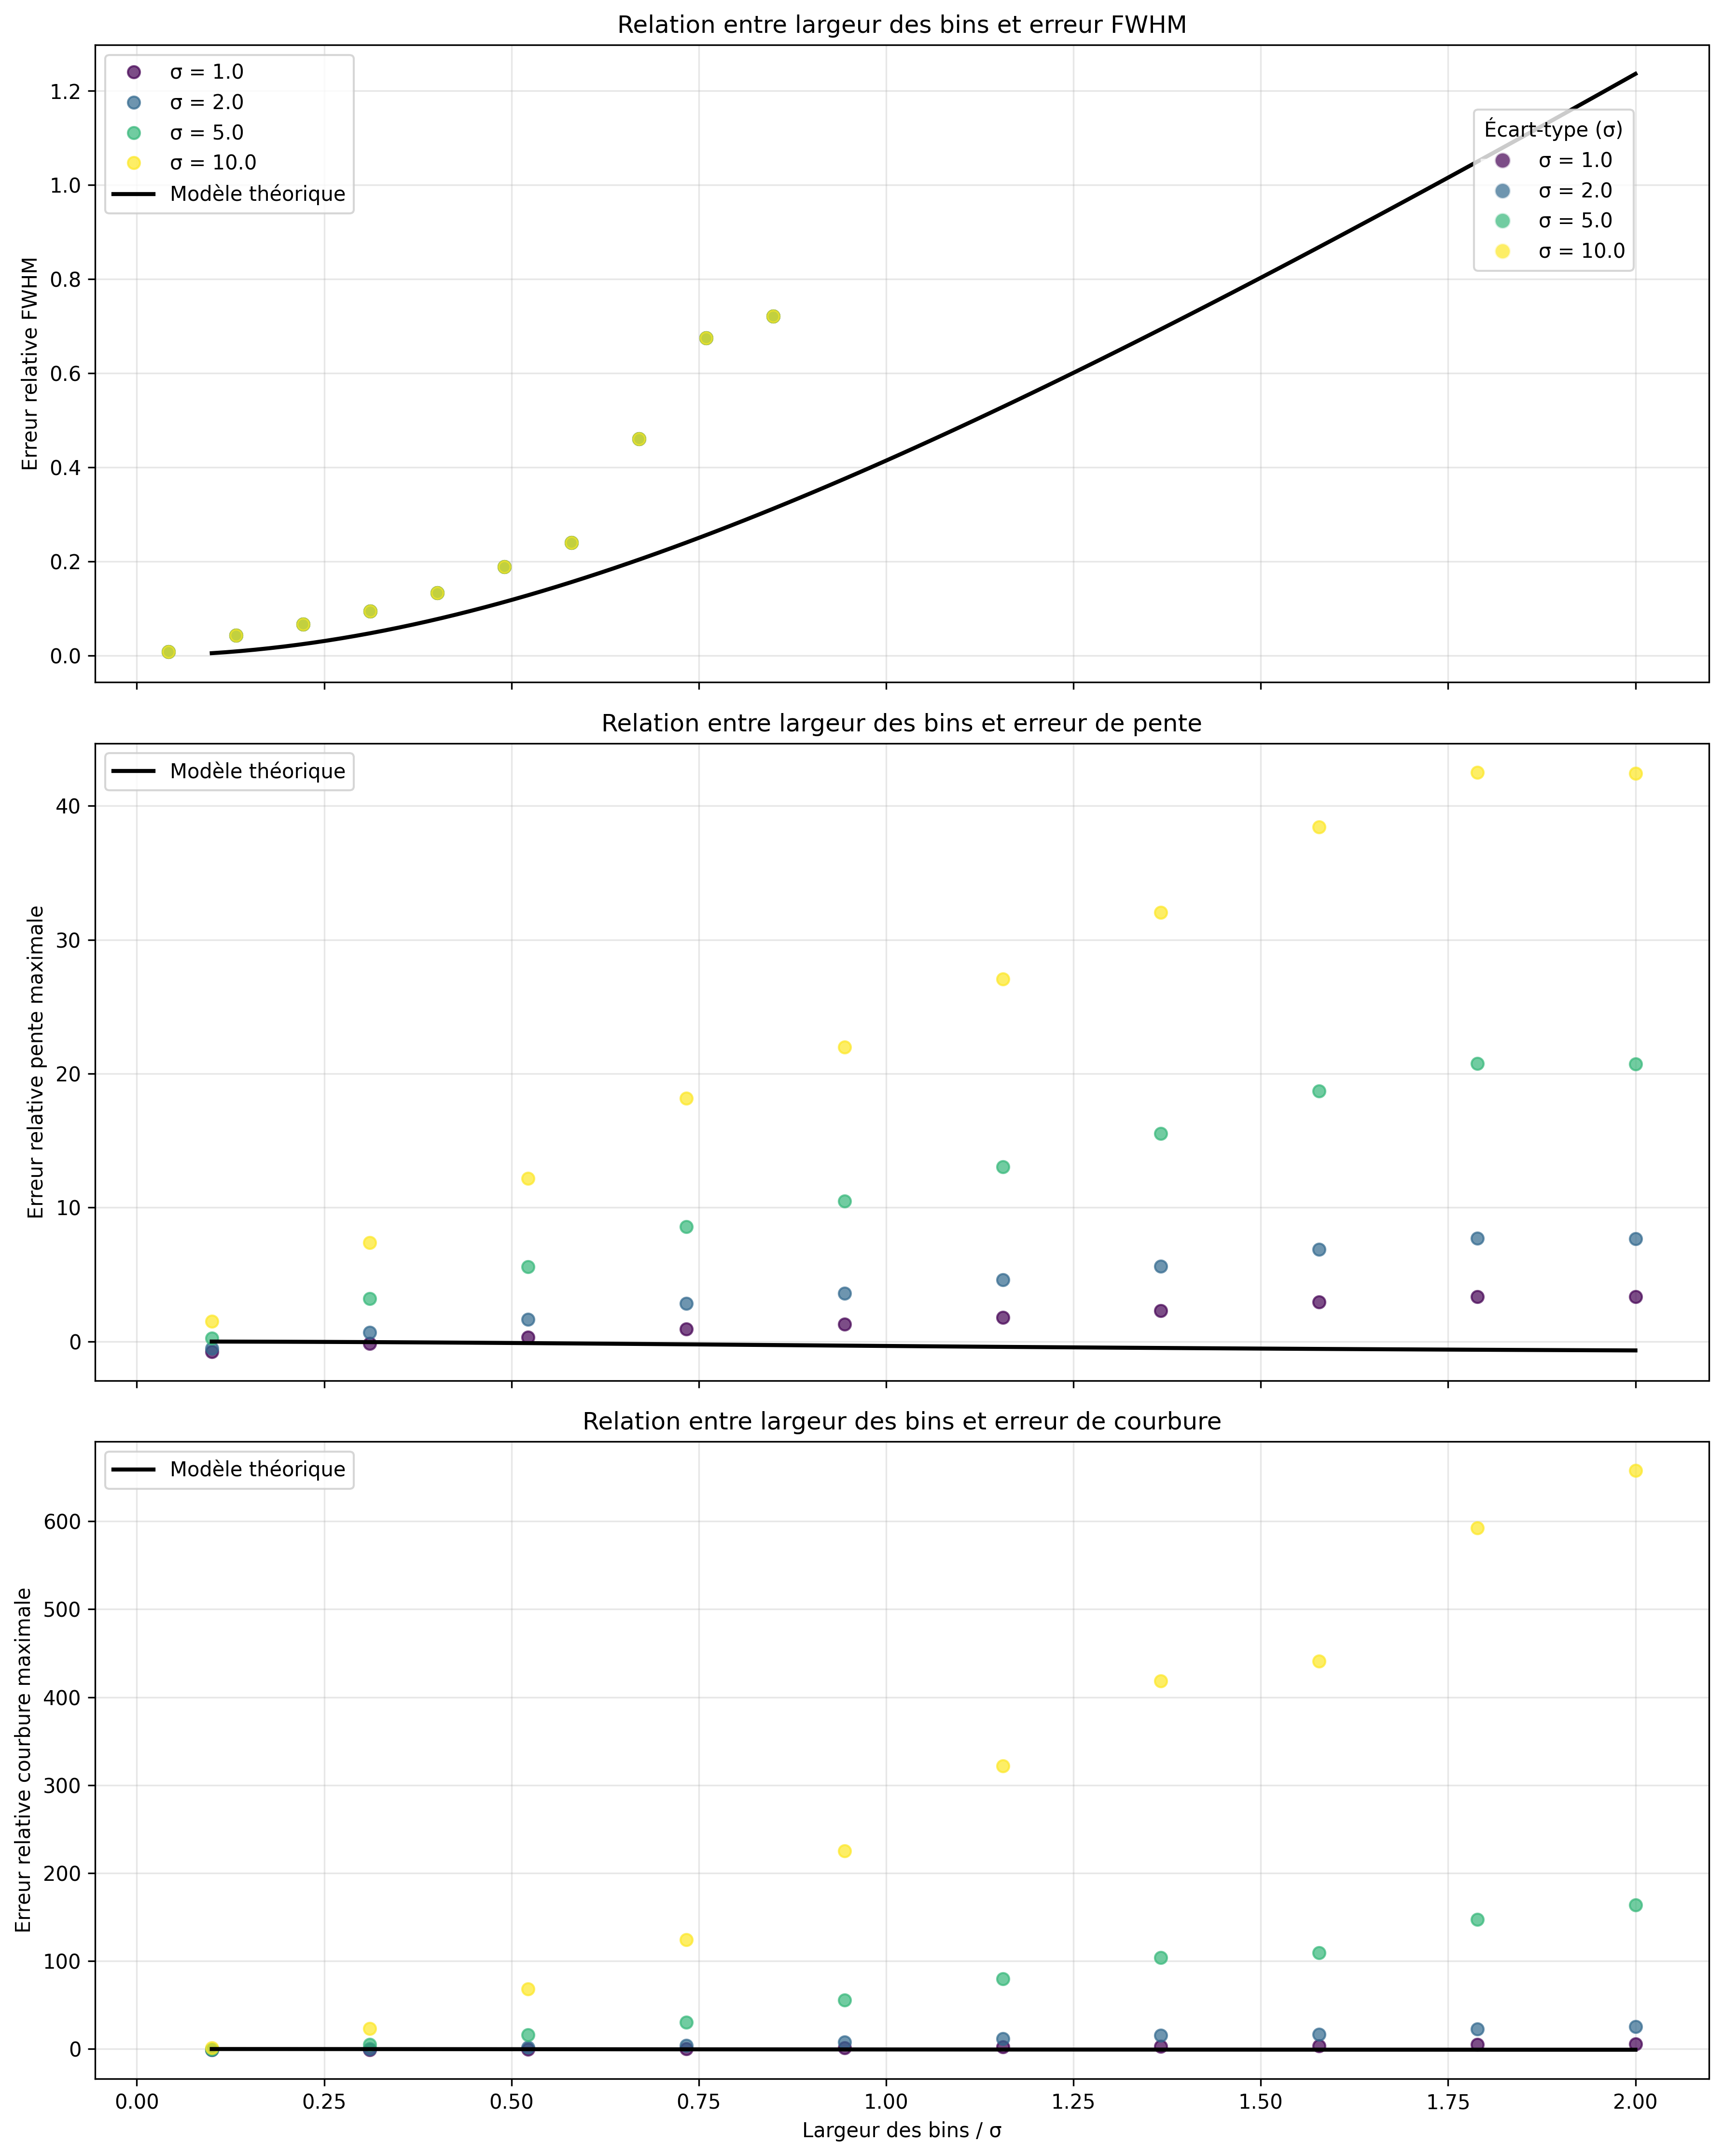 Relation entre largeur des bins et erreur FWHM
Erreur relative FWHM
1.2
1.0
0.8
0.6
0.4
0.2
0.0
σ = 1.0
σ = 2.0
σ = 5.0
σ = 10.0
Modèle théorique
Écart-type (σ)
σ = 1.0
σ = 2.0
σ = 5.0
σ = 10.0
Relation entre largeur des bins et erreur de pente
Erreur relative pente maximale
40
30
20
10
0
Modèle théorique
Relation entre largeur des bins et erreur de courbure
Erreur relative courbure maximale
600
500
400
300
200
100
0
Modèle théorique
0.00 0.25 0.50 0.75 1.00 1.25 1.50 1.75 2.00
Largeur des bins / σ